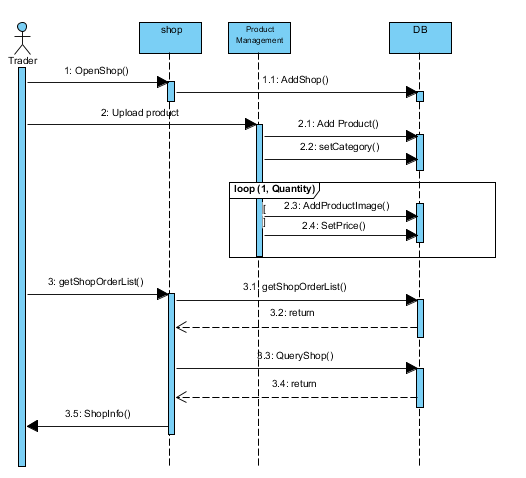 Trader
shop
Product
Management
DB
1: OpenShop()
1.1: AddShop()
2: Upload product
2.1: Add Product()
2.2: setCategory()
loop (1, Quantity)
2.3: AddProductImage()
2.4: SetPrice()
3: getShopOrderList()
3.1: getShopOrderList()
3.2: return
3.3: QueryShop()
3.4: return
3.5: ShopInfo()